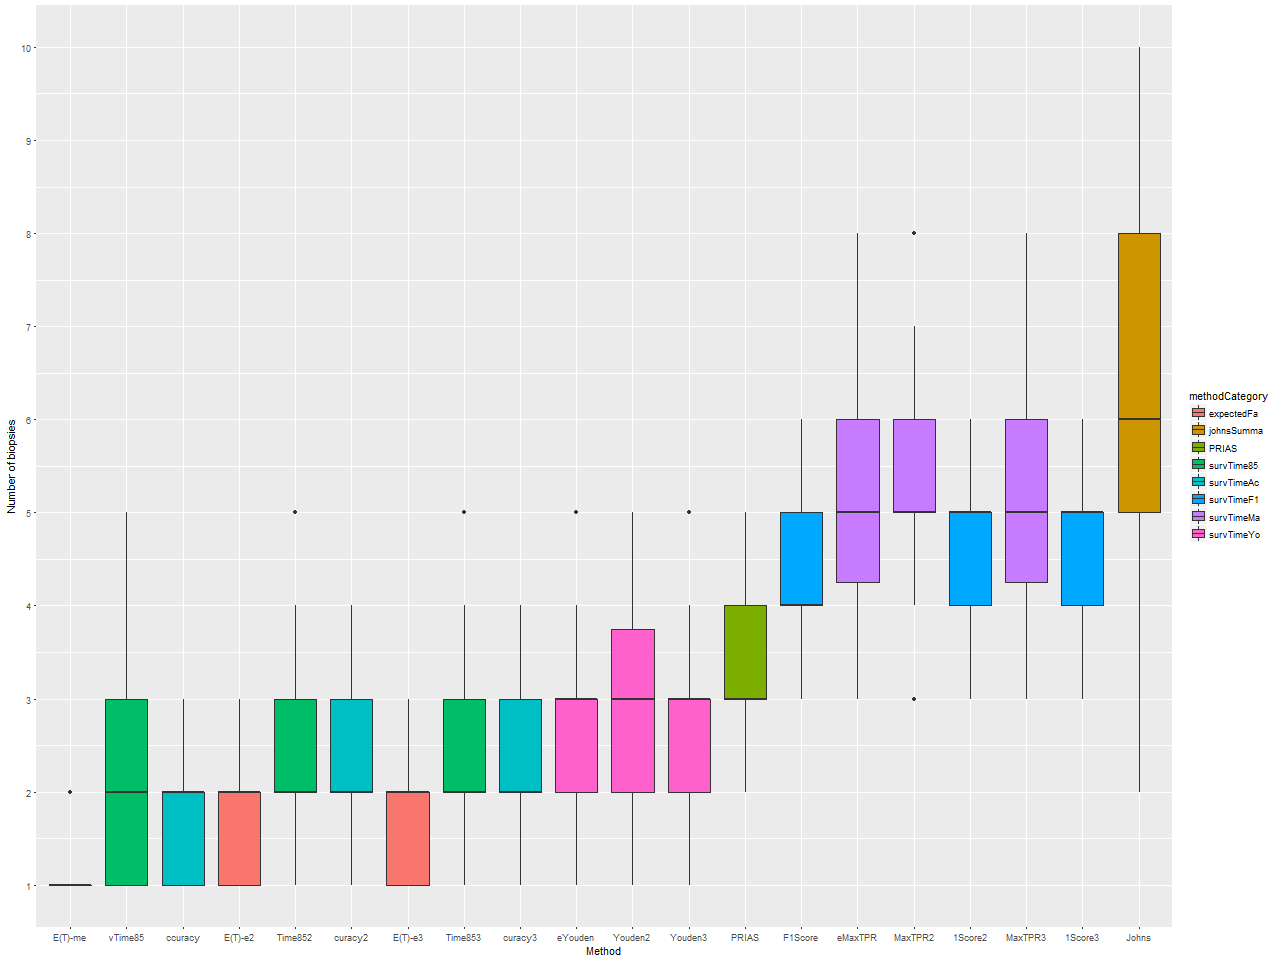 10
9
8
7
6
5
4
3
2
1
Number of biopsies
E(T)-me vTime85 ccuracy E(T)-e2 Time852 curacy2 E(T)-e3 Time853 curacy3 eYouden Youden2 Youden3 PRIAS F1Score eMaxTPR MaxTPR2 1Score2 MaxTPR3 1Score3 Johns
Method
methodCategory
expectedFa
johnsSumma
PRIAS
survTime85
survTimeAc
survTimeF1
survTimeMa
survTimeYo